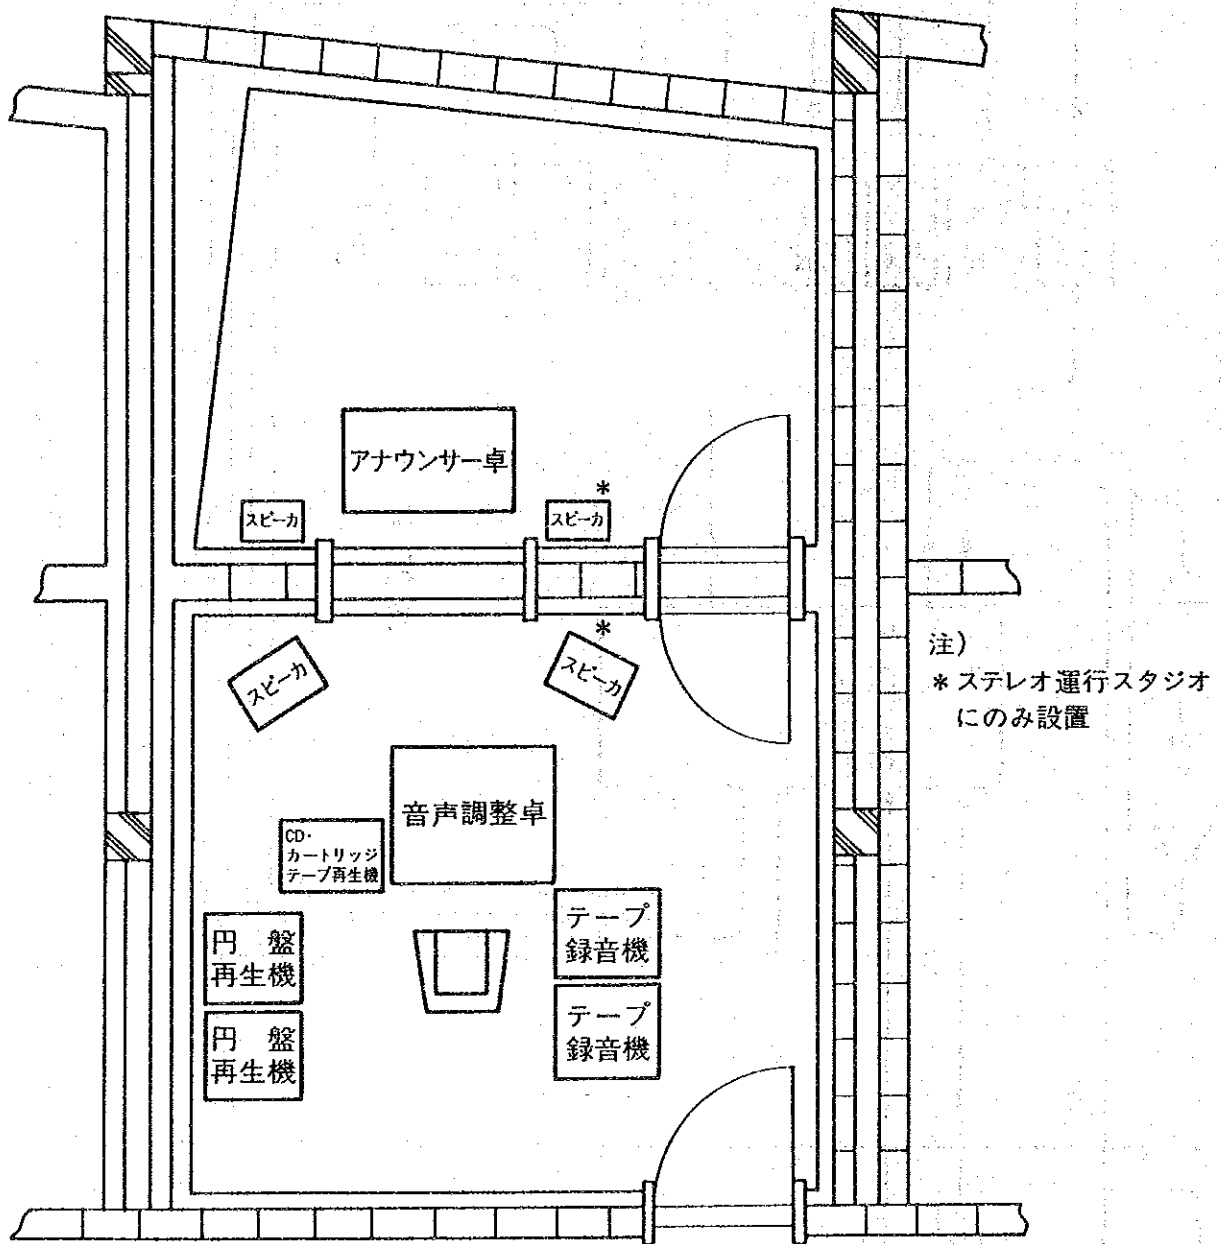 アナウンサー卓
スピーカ
*
スピーカ
スピーカ
*
スピーカ
注)
* ステレオ運行スタジオ
にのみ設置
音声調整卓
CD・
カートリッジ
テープ再生機
円 盤
再生機
円 盤
再生機
テープ
録音機
テープ
録音機